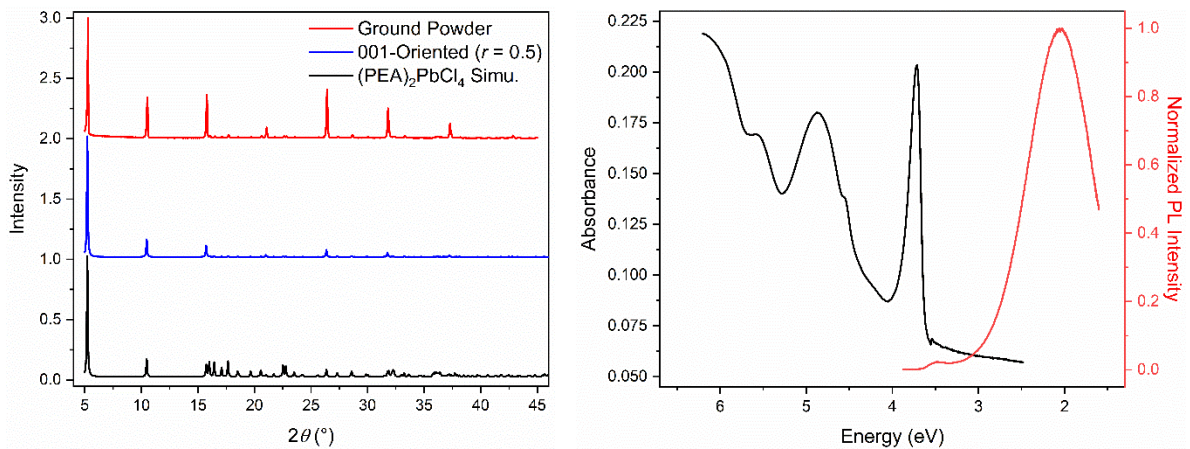 Ground Powder
001-Oriented (r = 0.5)
(PEA)₂PbCl₄ Simu.
Intensity
3.0
2.5
2.0
1.5
1.0
0.5
0.0
5 10 15 20 25 30 35 40 45
2θ (°)
Absorbance
0.225
0.200
0.175
0.150
0.125
0.100
0.075
0.050
6 5 4 3 2
Energy (eV)
1.0
0.8
0.6
0.4
0.2
0.0
Normalized PL Intensity